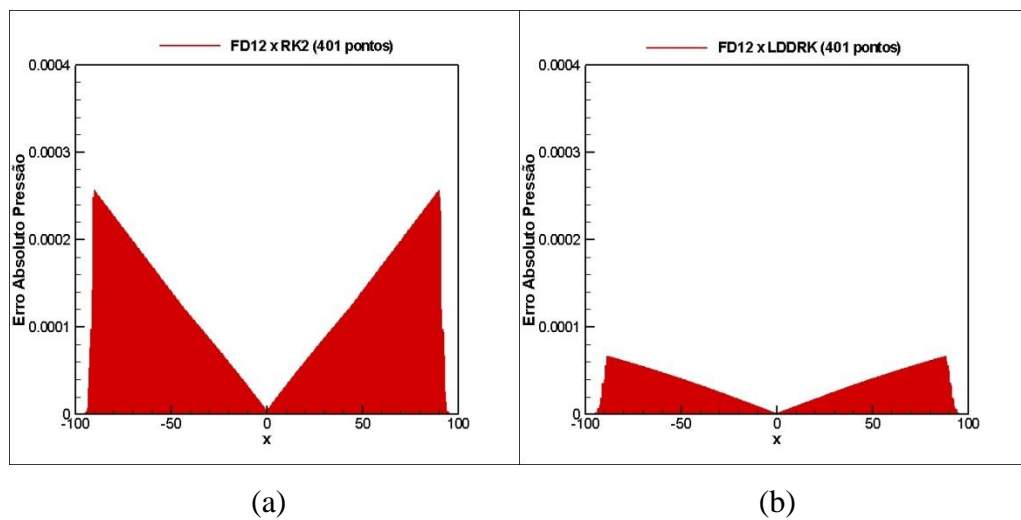 FD12 x RK2 (401 pontos)
0.0004
0.0003
0.0002
0.0001
0
Erro Absoluto Pressão
-100
-50
0
50
100
x
(a)
FD12 x LDDRK (401 pontos)
0.0004
0.0003
0.0002
0.0001
0
Erro Absoluto Pressão
-100
-50
0
50
100
x
(b)